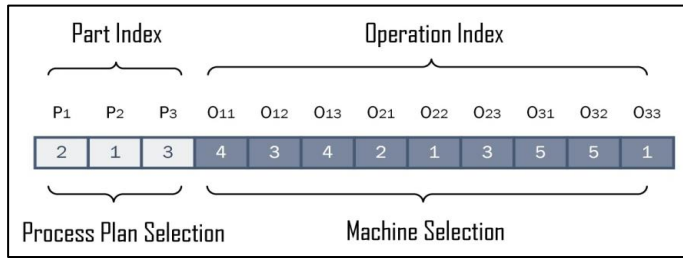 Part Index Operation Index
P1 P2 P3 O11 O12 O13 O21 O22 O23 O31 O32 O33
2 1 3 4 3 4 2 1 3 5 5 1
Process Plan Selection Machine Selection